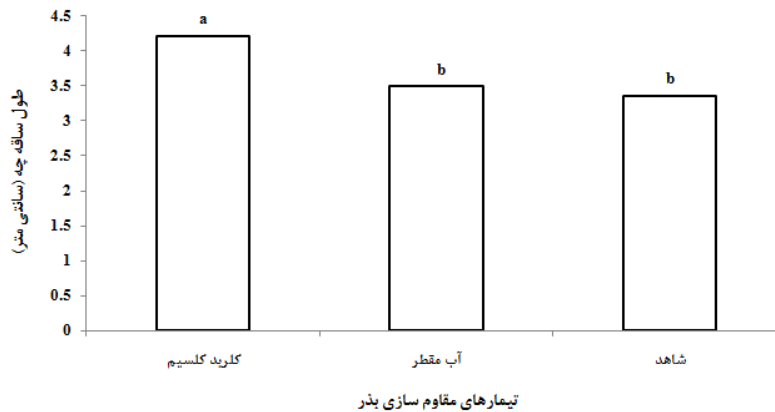 4.5
4
3.5
3
2.5
2
1.5
1
0.5
0
طول ساقه چه (سانتی متر)
a
b
b
کلرید کلسیم
آب مقطر
شاهد
تیمارهای مقاوم سازی بذر